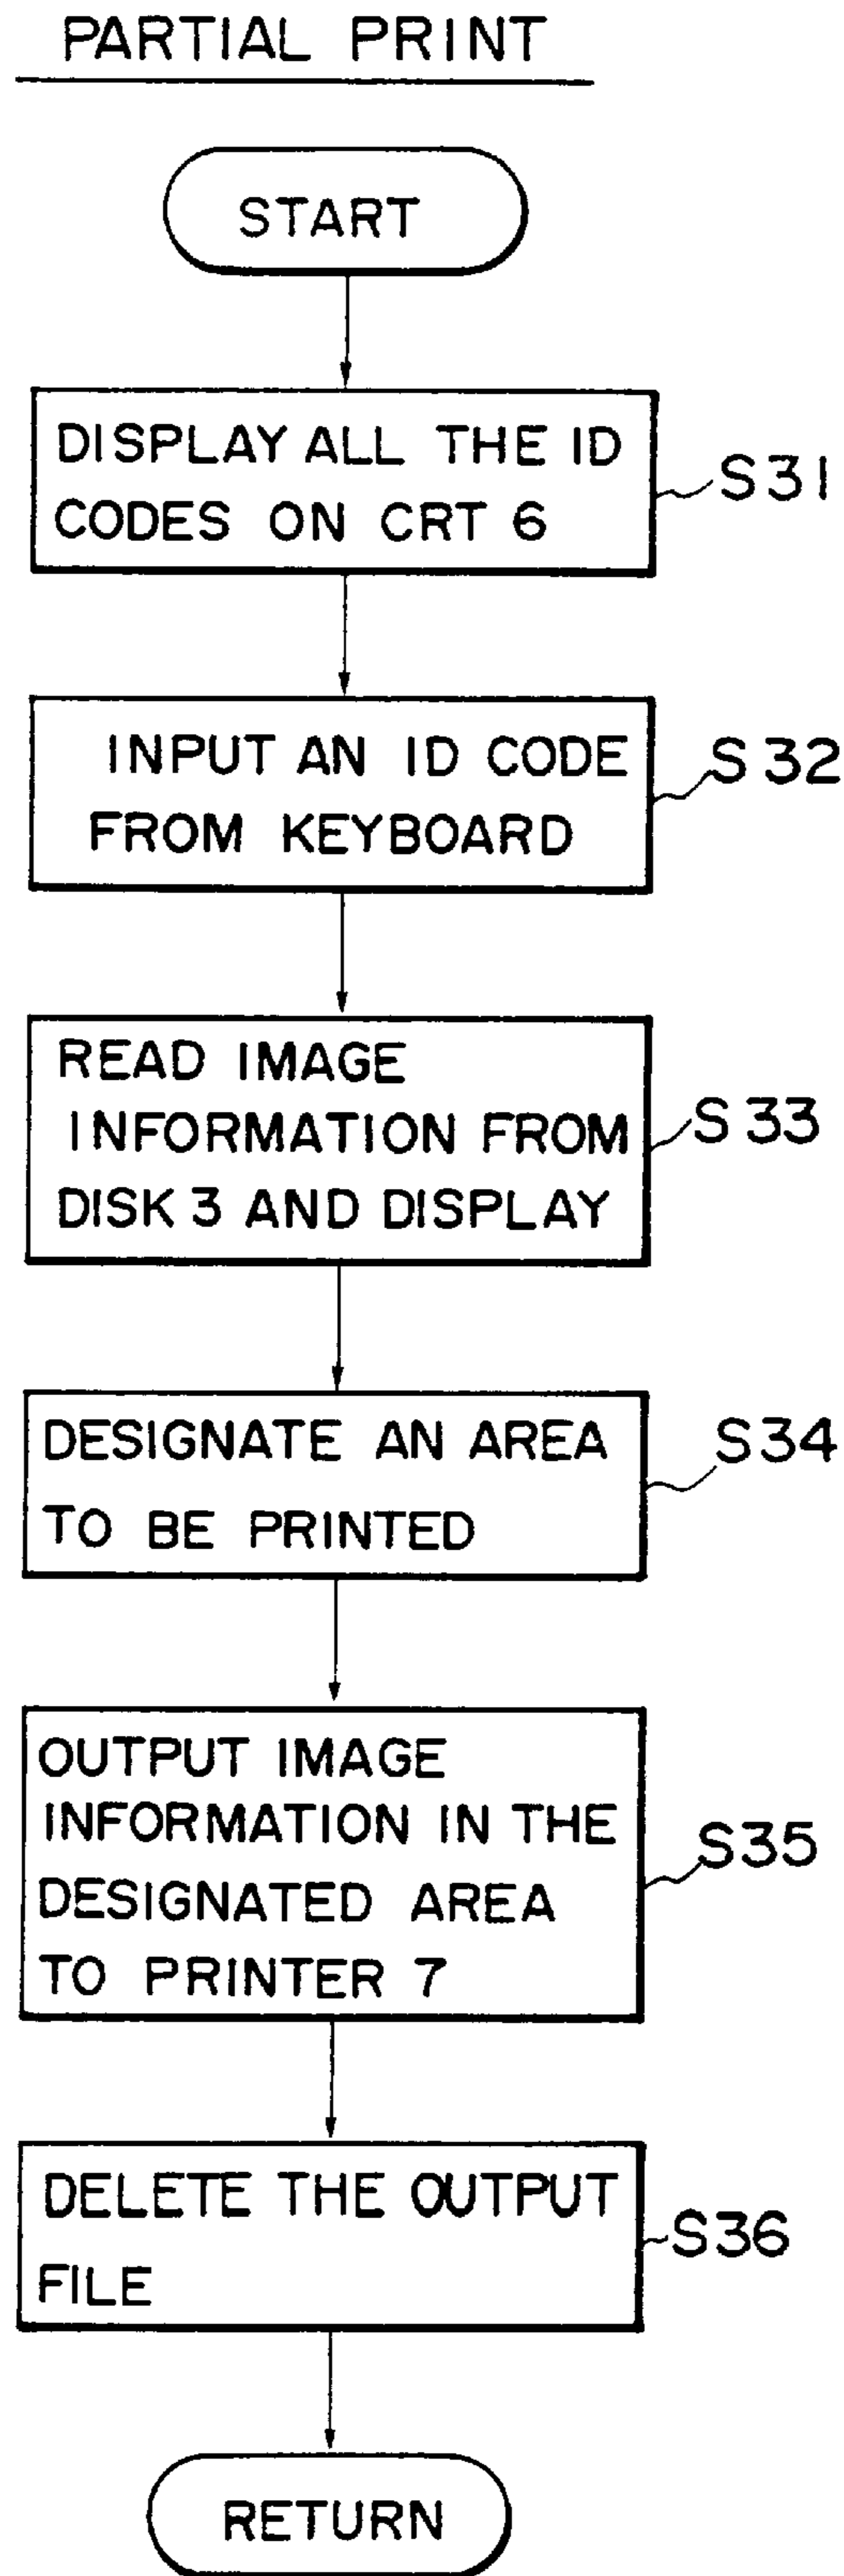 PARTIAL PRINT
START
DISPLAY ALL THE ID
CODES ON CRT 6
S31
INPUT AN ID CODE
FROM KEYBOARD
S32
READ IMAGE
INFORMATION FROM
DISK 3 AND DISPLAY
S33
DESIGNATE AN AREA
TO BE PRINTED
S34
OUTPUT IMAGE
INFORMATION IN THE
DESIGNATED AREA
TO PRINTER 7
S35
DELETE THE OUTPUT
FILE
S36
RETURN